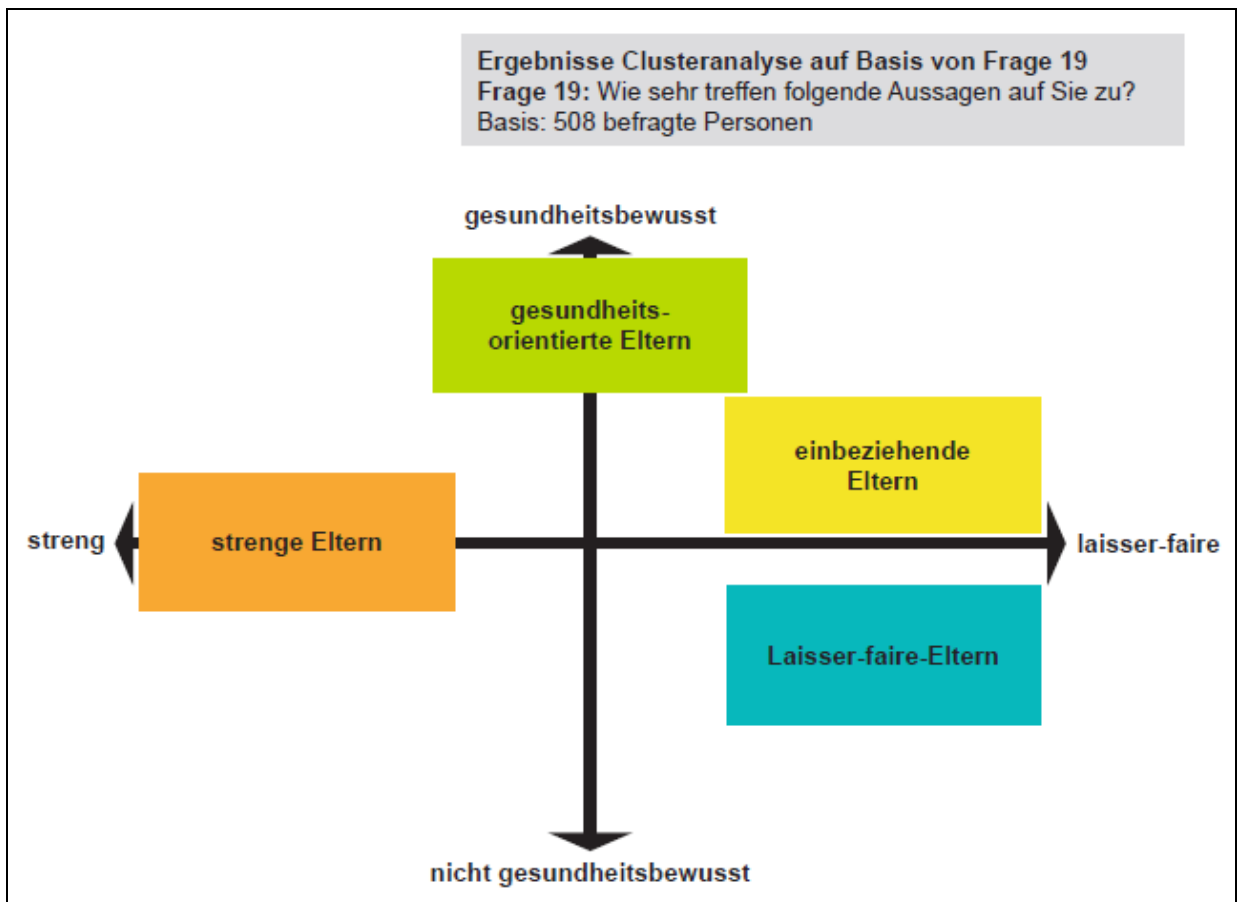 Ergebnisse Clusteranalyse auf Basis von Frage 19
Frage 19: Wie sehr treffen folgende Aussagen auf Sie zu?
Basis: 508 befragte Personen
gesundheitsbewusst
gesundheits-
orientierte Eltern
einbeziehende
Eltern
streng
strenge Eltern
laisser-faire
Laisser-faire-Eltern
nicht gesundheitsbewusst